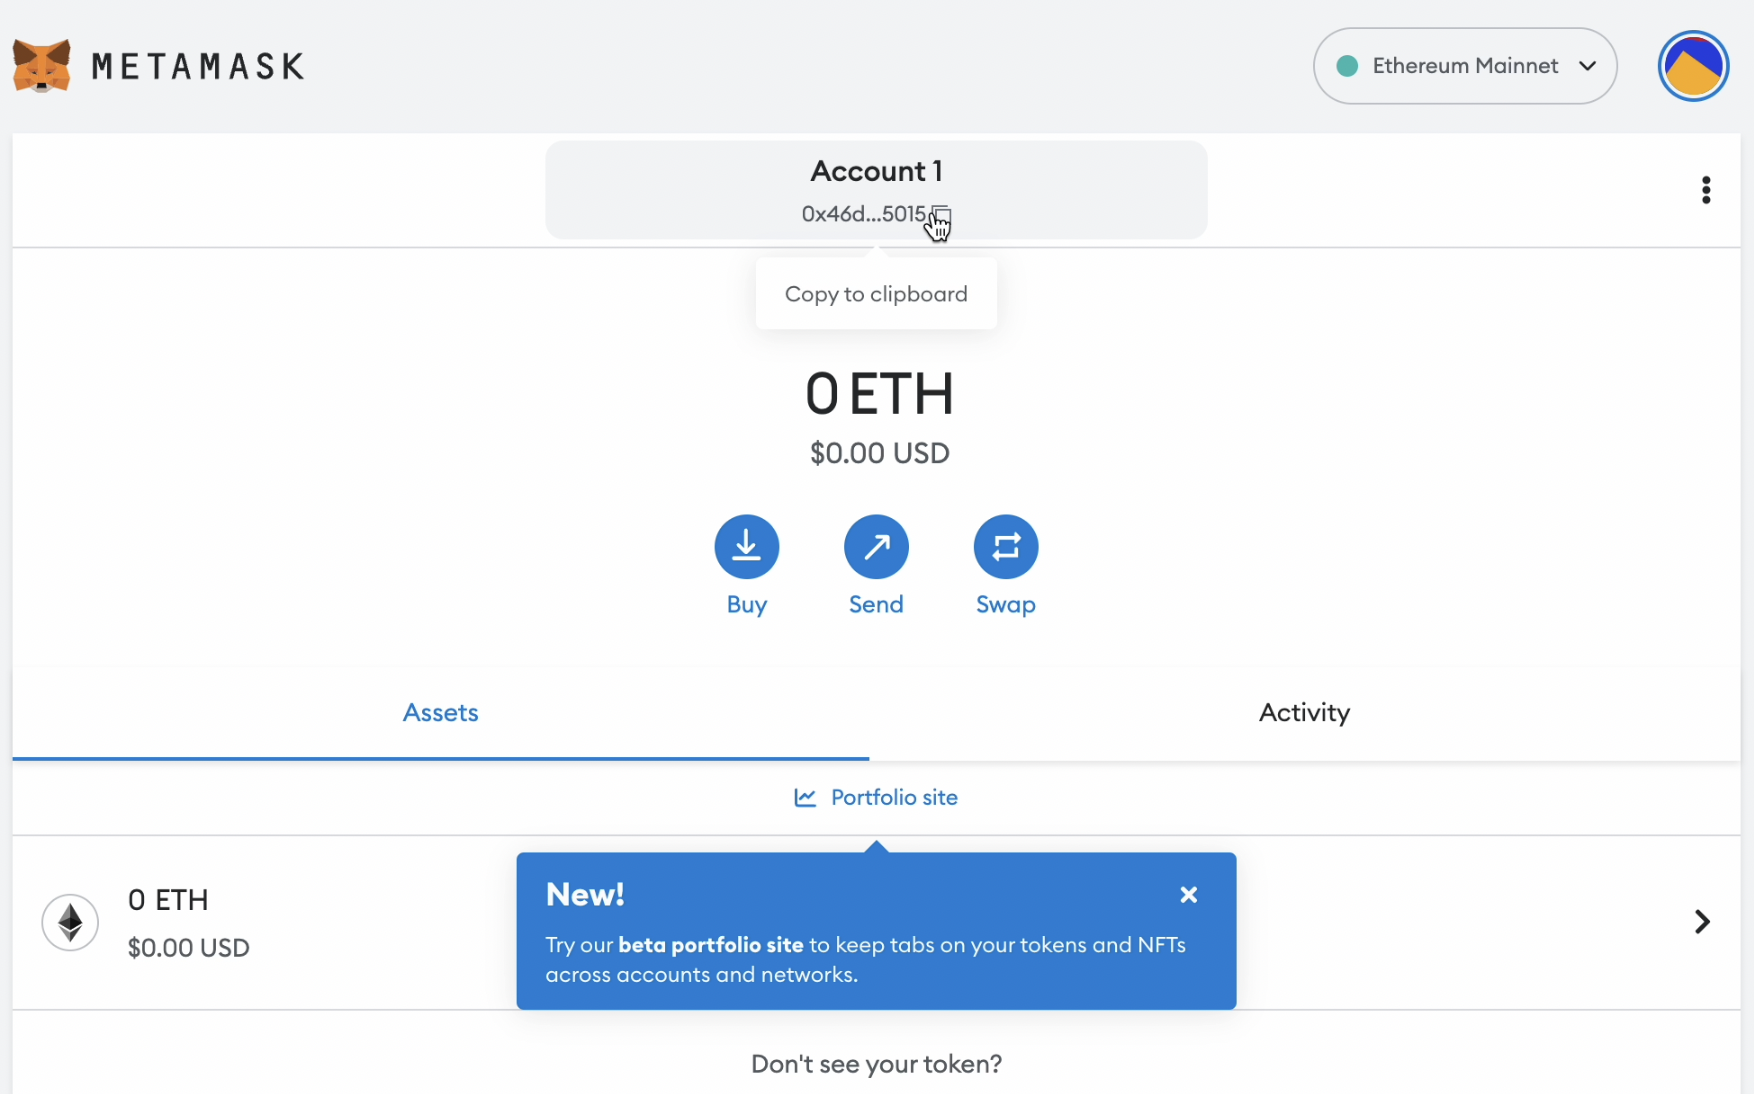 METAMASK
Ethereum Mainnet
Account 1
0x46d...5015
Copy to clipboard
0 ETH
$0.00 USD
Buy
Send
Swap
Assets
Activity
Portfolio site
0 ETH
$0.00 USD
New!
Try our beta portfolio site to keep tabs on your tokens and NFTs
across accounts and networks.
Don't see your token?